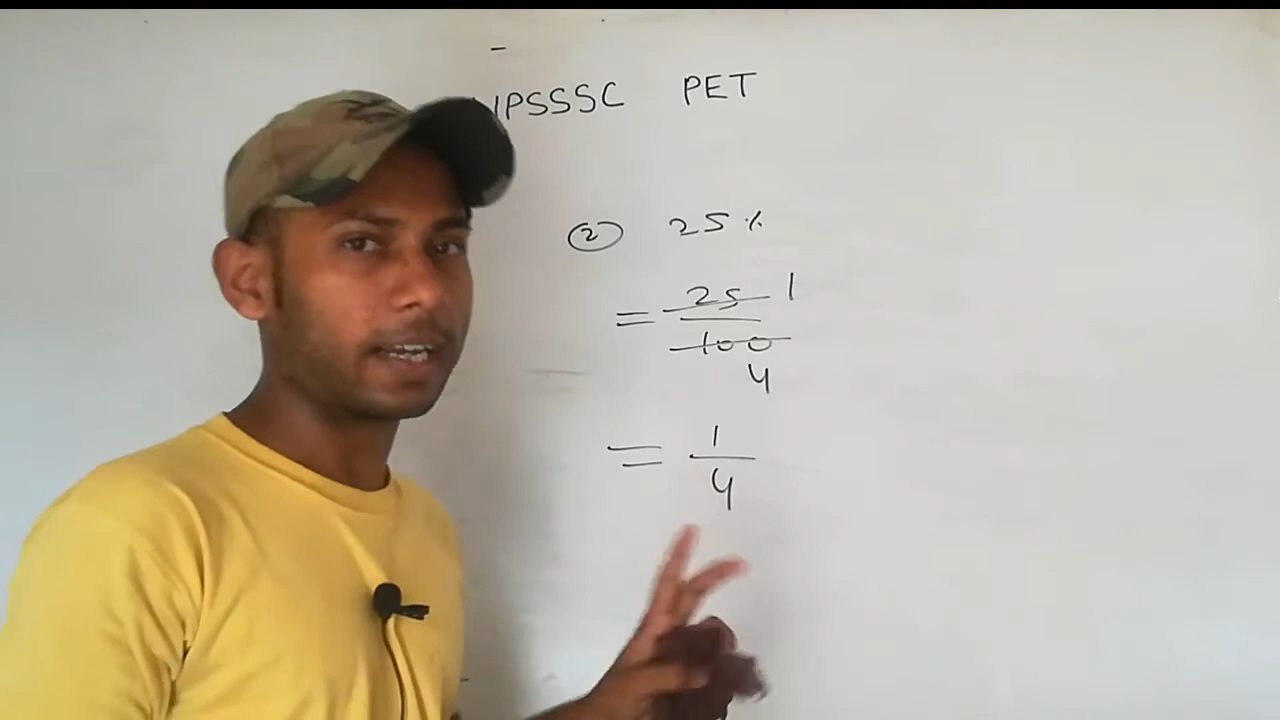 UPSSSC PET
② 25%
= 25 1
100
4
= 1
4